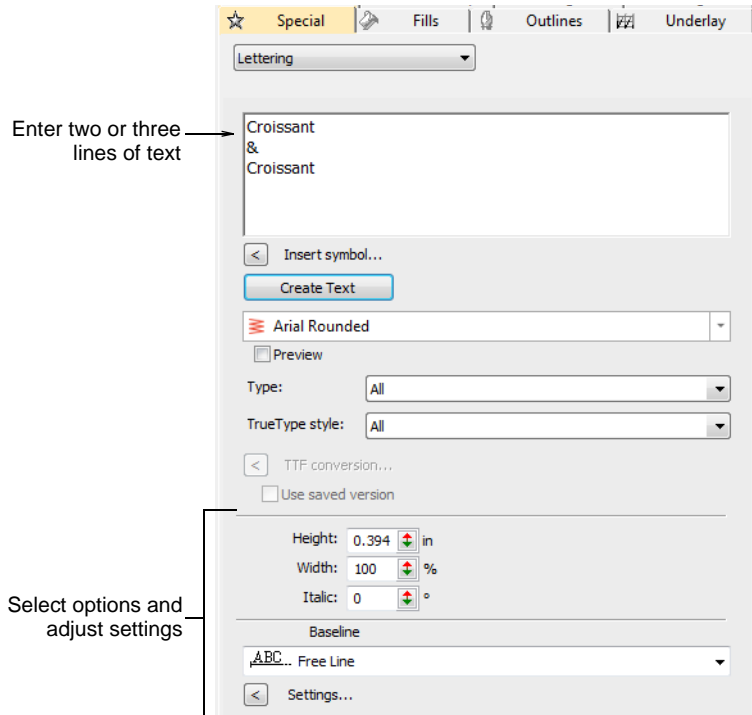 Special Fills Outlines Underlay
Lettering
Enter two or three
lines of text
Croissant
&
Croissant
< Insert symbol...
Create Text
Arial Rounded
Preview
Type: All
TrueType style: All
< TTF conversion...
Use saved version
Height: 0.394 in
Width: 100 %
Italic: 0 °
Select options and
adjust settings
Baseline
ABC... Free Line
< Settings...